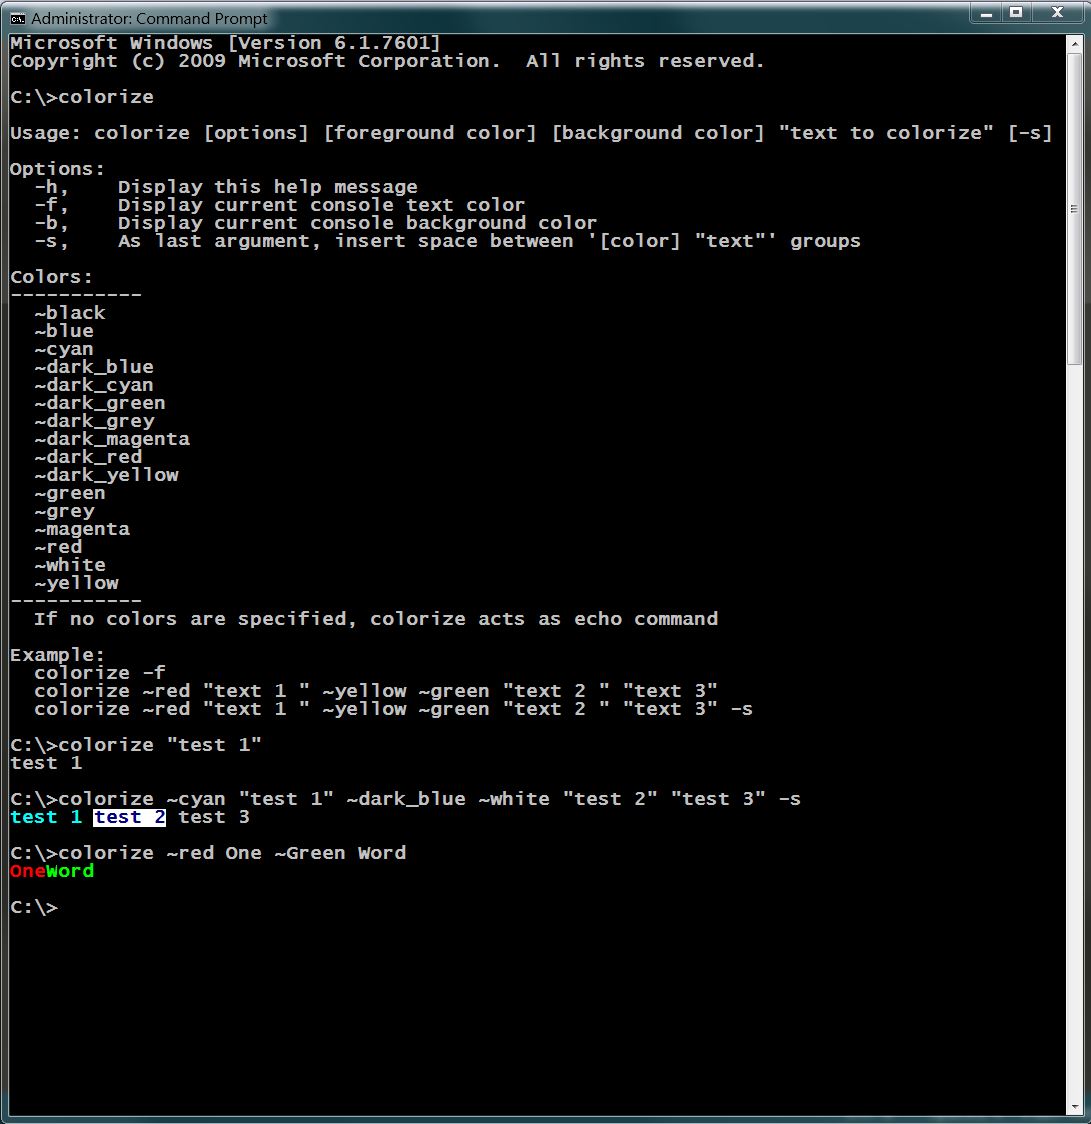 Administrator: Command Prompt
Microsoft Windows [Version 6.1.7601]
Copyright (c) 2009 Microsoft Corporation.  All rights reserved.

C:\>colorize

Usage: colorize [options] [foreground color] [background color] "text to colorize" [-s]

Options:
  -h,    Display this help message
  -f,    Display current console text color
  -b,    Display current console background color
  -s,    As last argument, insert space between '[color] "text"' groups

Colors:
-----------
  ~black
  ~blue
  ~cyan
  ~dark_blue
  ~dark_cyan
  ~dark_green
  ~dark_grey
  ~dark_magenta
  ~dark_red
  ~dark_yellow
  ~green
  ~grey
  ~magenta
  ~red
  ~white
  ~yellow
-----------
  If no colors are specified, colorize acts as echo command

Example:
  colorize -f
  colorize ~red "text 1 " ~yellow ~green "text 2 " "text 3"
  colorize ~red "text 1 " ~yellow ~green "text 2 " "text 3" -s

C:\>colorize "test 1"
test 1

C:\>colorize ~cyan "test 1" ~dark_blue ~white "test 2" "test 3" -s
test 1 test 2 test 3

C:\>colorize ~red One ~Green Word
OneWord

C:\>